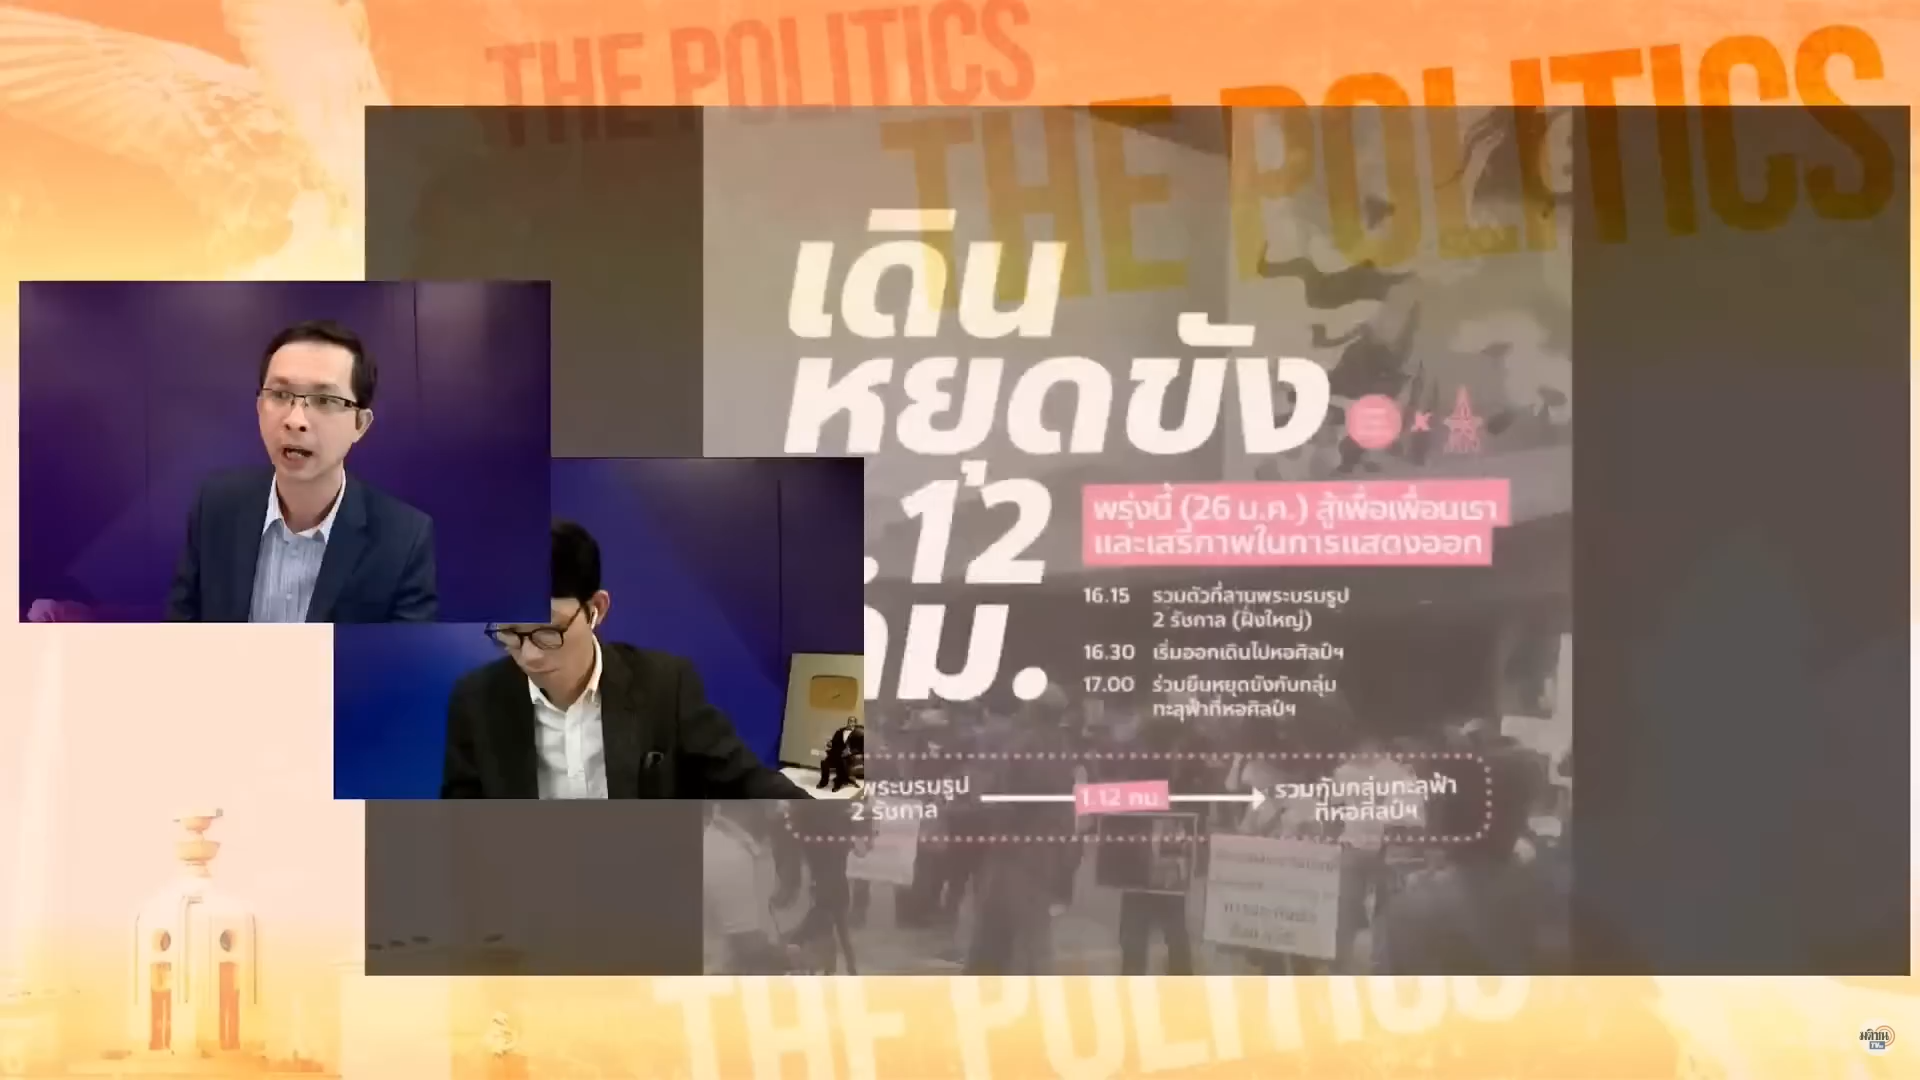 THE POLITICS
THE POLITICS
เดิน
หยุดขัง
.12
ม.
พรุ่งนี้ (26 ม.ค.) สู้เพื่อเพื่อนเรา
และเสรีภาพในการแสดงออก
16.15 รวมตัวที่ลานพระบรมรูป
2 รัชกาล (ฝั่งใหญ่)
16.30 เริ่มออกเดินไปหอศิลป์ฯ
17.00 ร่วมยืนหยุดขังกับกลุ่ม
ทะลุฟ้าที่หอศิลป์ฯ
พระบรมรูป
2 รัชกาล
1.12 กม.
รวมกับกลุ่มทะลุฟ้า
ที่หอศิลป์ฯ
THE POLITICS
มติชน